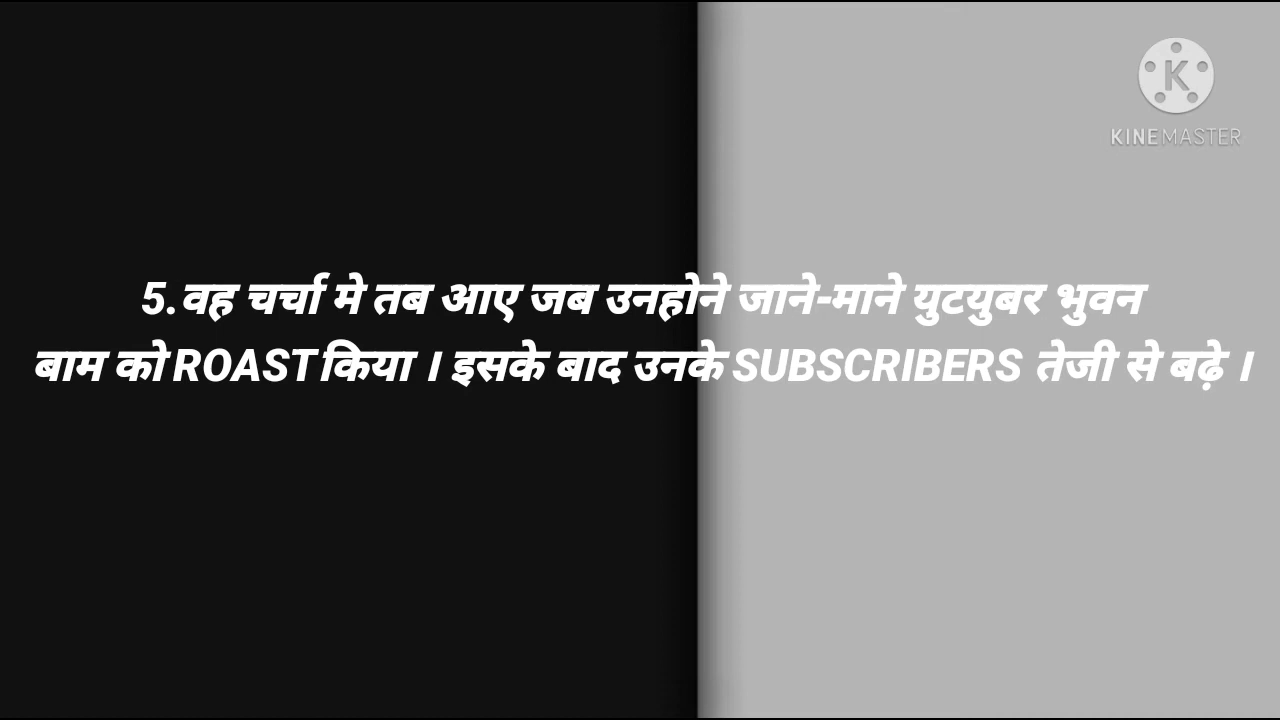 K
KINEMASTER
5.वह चर्चा मे तब आए जब उनहोने जाने-माने युटयुबर भुवन
बाम को ROAST किया । इसके बाद उनके SUBSCRIBERS तेजी से बढ़े ।